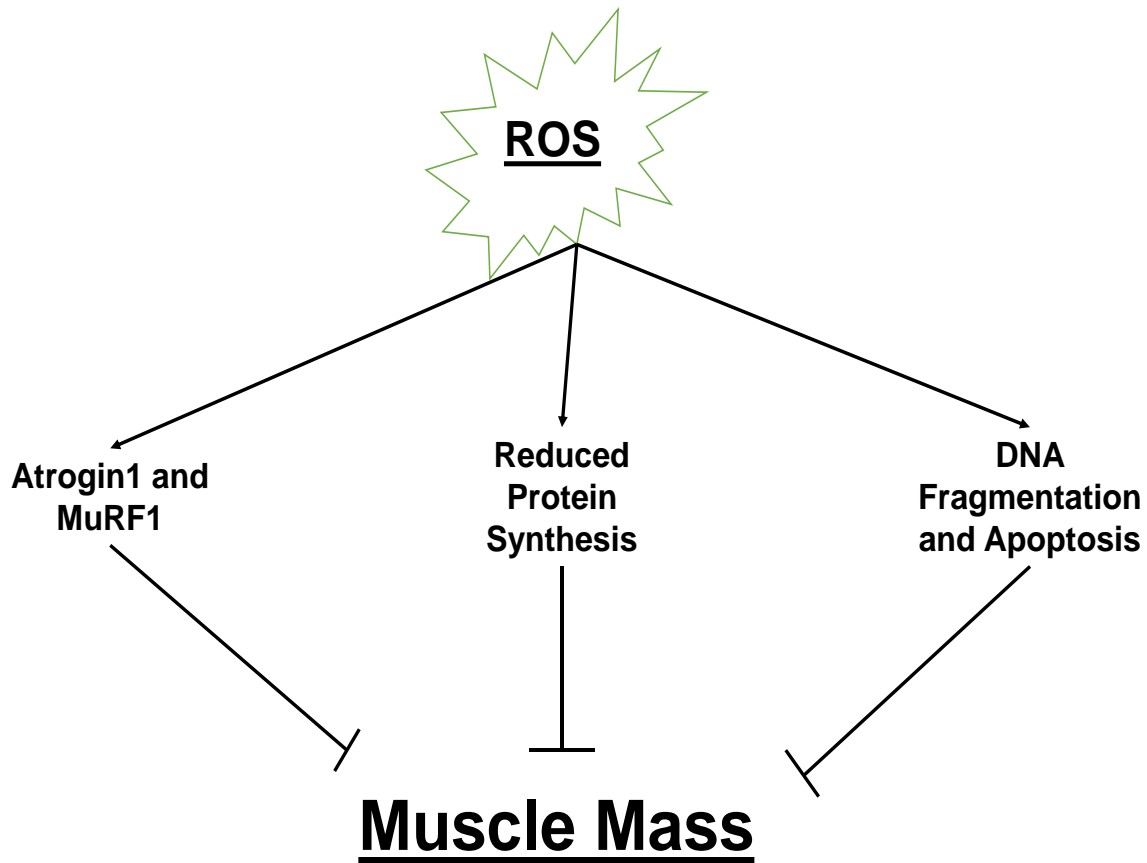 ROS
Atrogin1 and
MuRF1
Reduced
Protein
Synthesis
DNA
Fragmentation
and Apoptosis
Muscle Mass